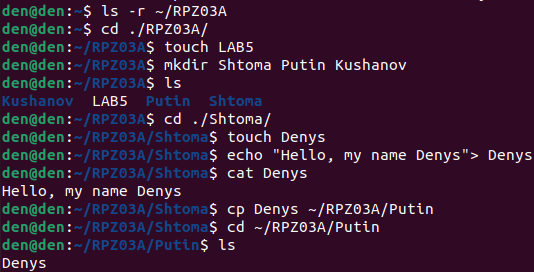 den@den:~$ ls -r ~/RPZ03A
den@den:~$ cd ./RPZ03A/
den@den:~/RPZ03A$ touch LAB5
den@den:~/RPZ03A$ mkdir Shtoma Putin Kushanov
den@den:~/RPZ03A$ ls
Kushanov  LAB5  Putin  Shtoma
den@den:~/RPZ03A$ cd ./Shtoma/
den@den:~/RPZ03A/Shtoma$ touch Denys
den@den:~/RPZ03A/Shtoma$ echo "Hello, my name Denys"> Denys
den@den:~/RPZ03A/Shtoma$ cat Denys
Hello, my name Denys
den@den:~/RPZ03A/Shtoma$ cp Denys ~/RPZ03A/Putin
den@den:~/RPZ03A/Shtoma$ cd ~/RPZ03A/Putin
den@den:~/RPZ03A/Putin$ ls
Denys